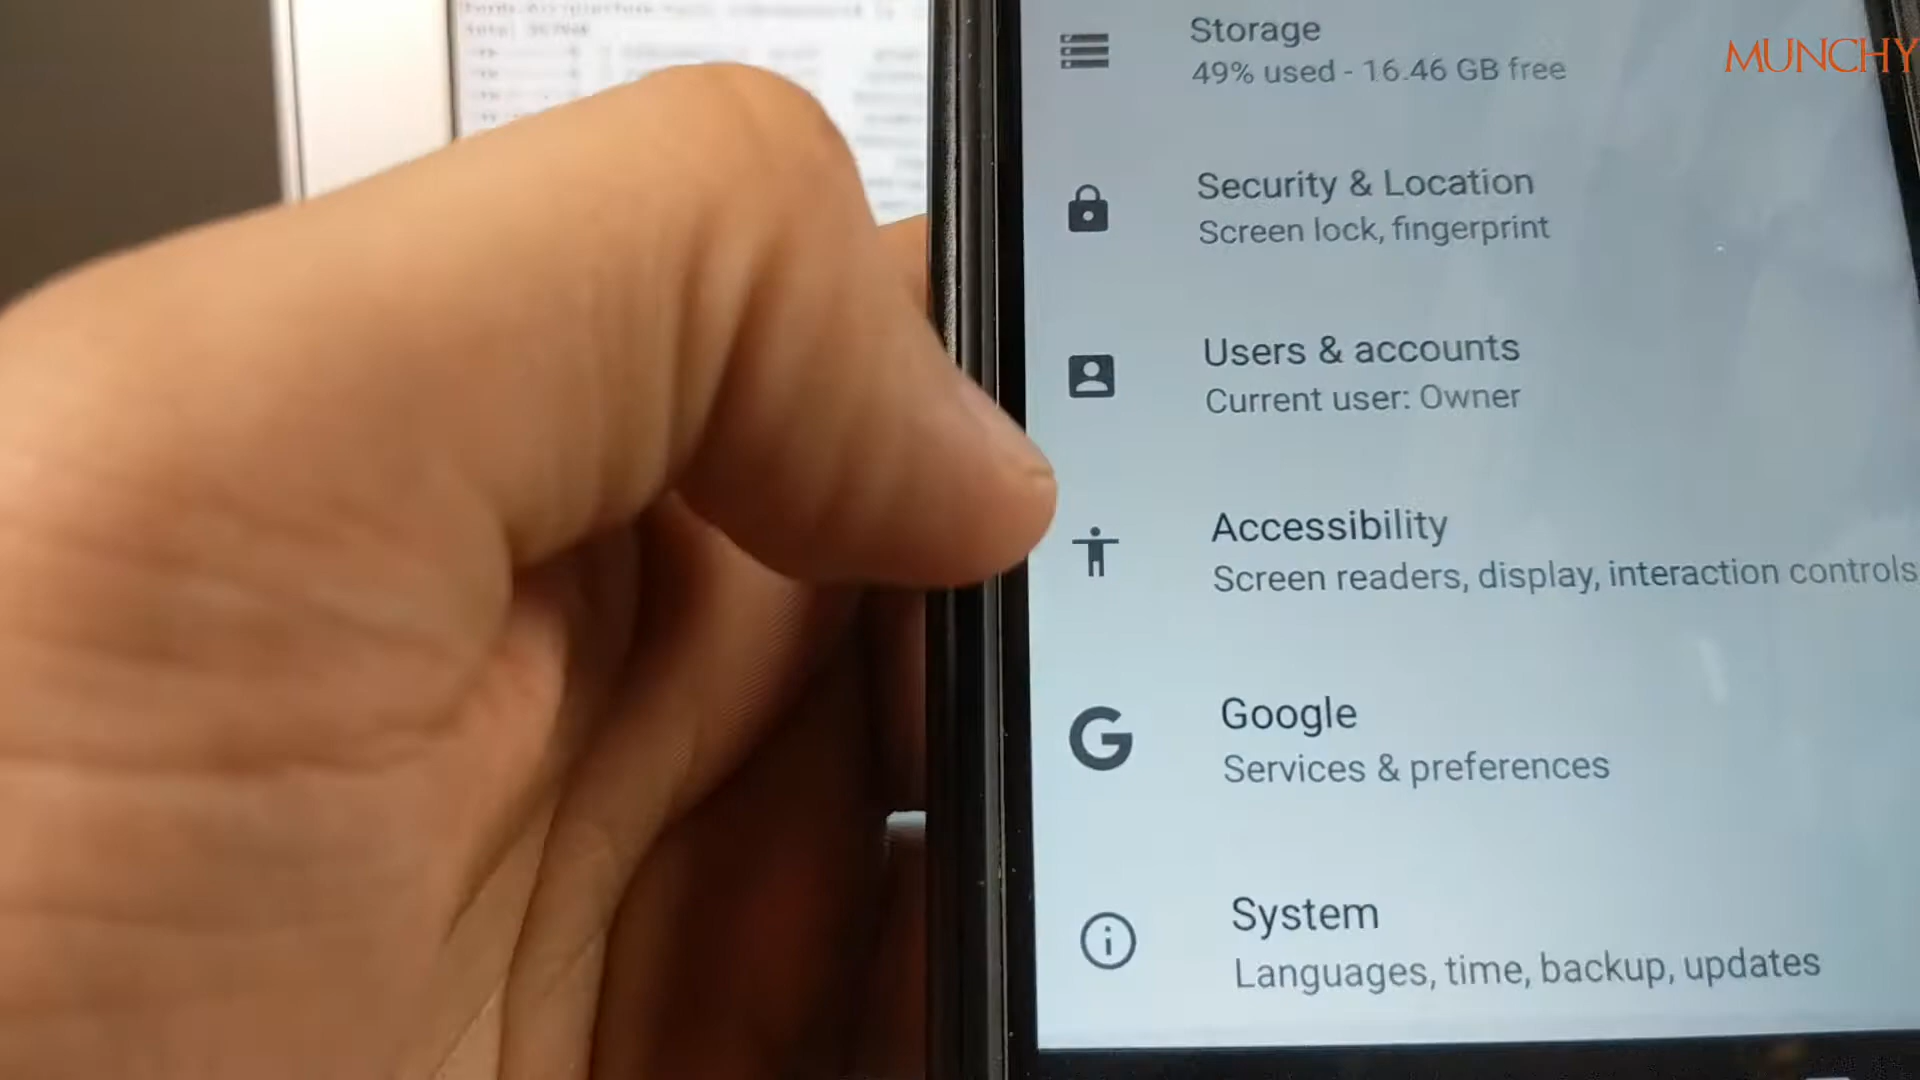 Storage
49% used - 16.46 GB free
MUNCHY
Security & Location
Screen lock, fingerprint
Users & accounts
Current user: Owner
Accessibility
Screen readers, display, interaction controls
Google
Services & preferences
System
Languages, time, backup, updates